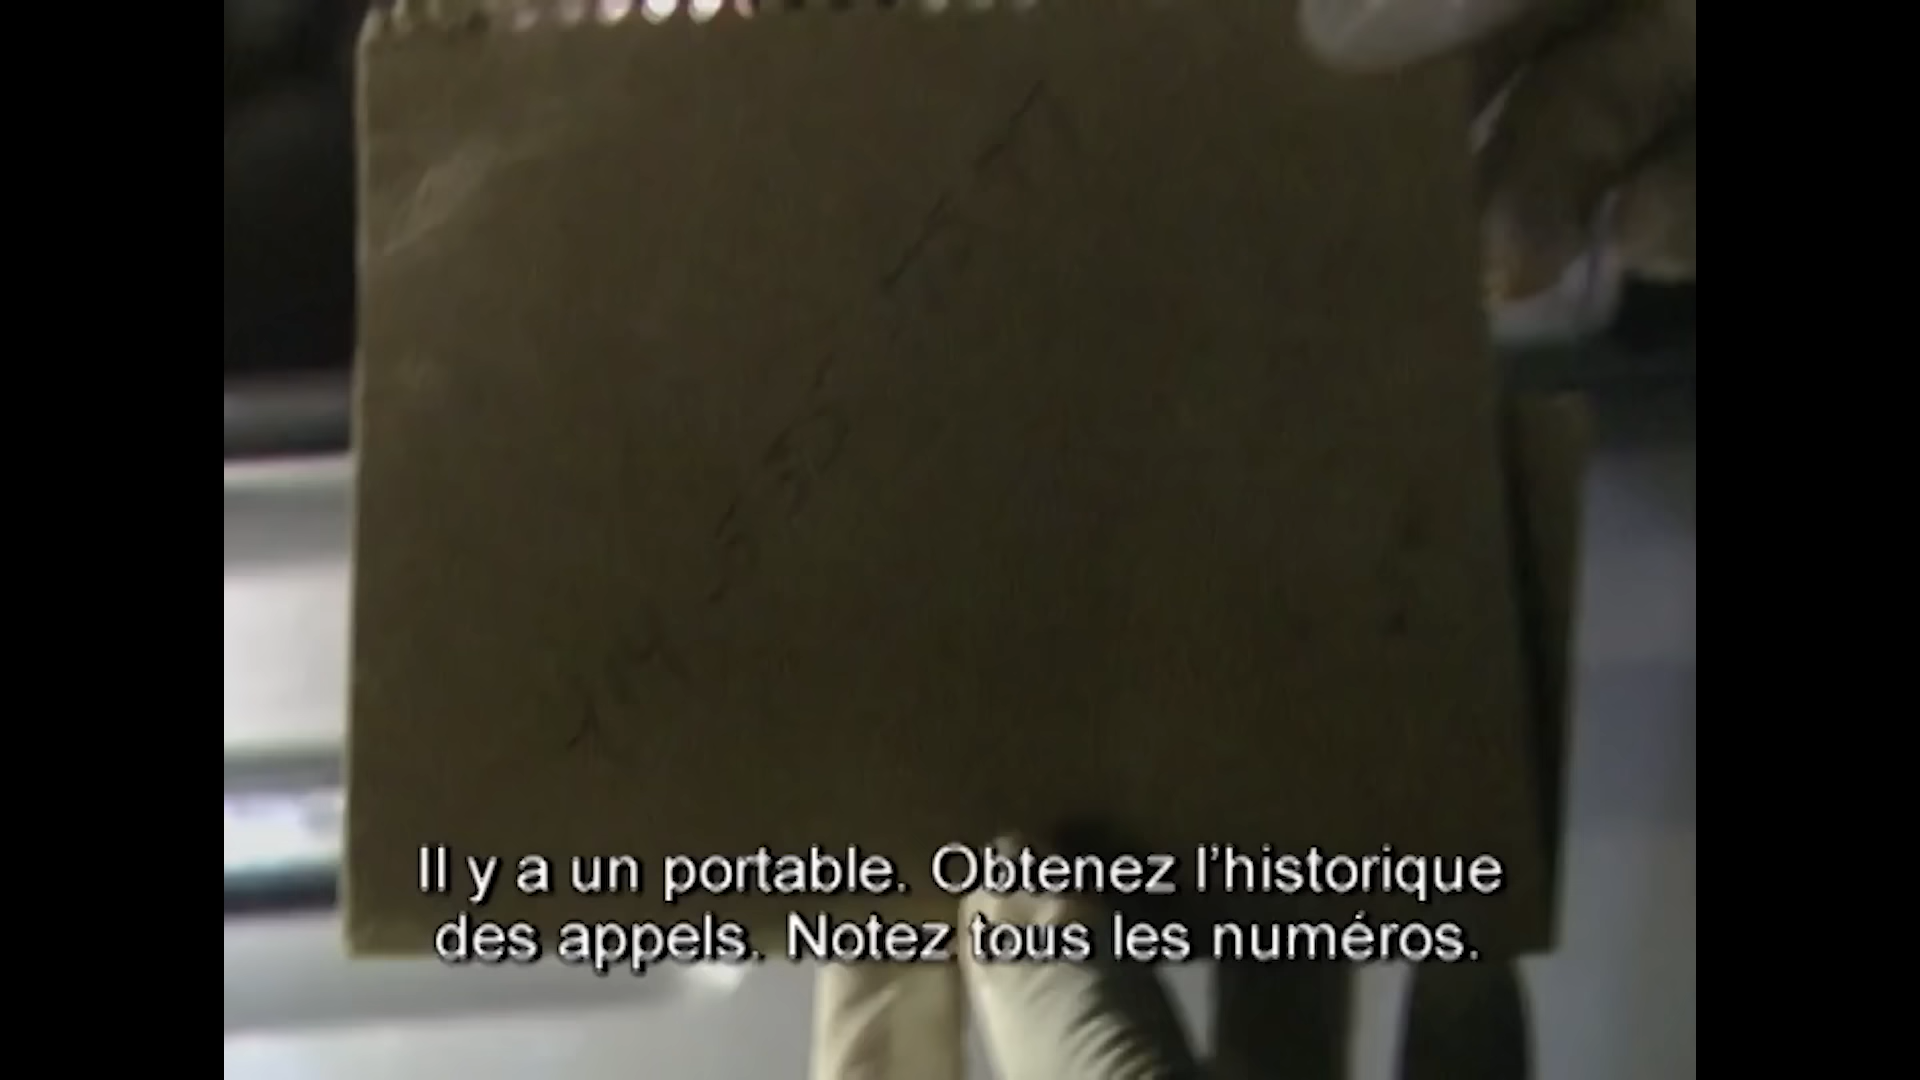 Il y a un portable. Obtenez l'historique
des appels. Notez tous les numéros.